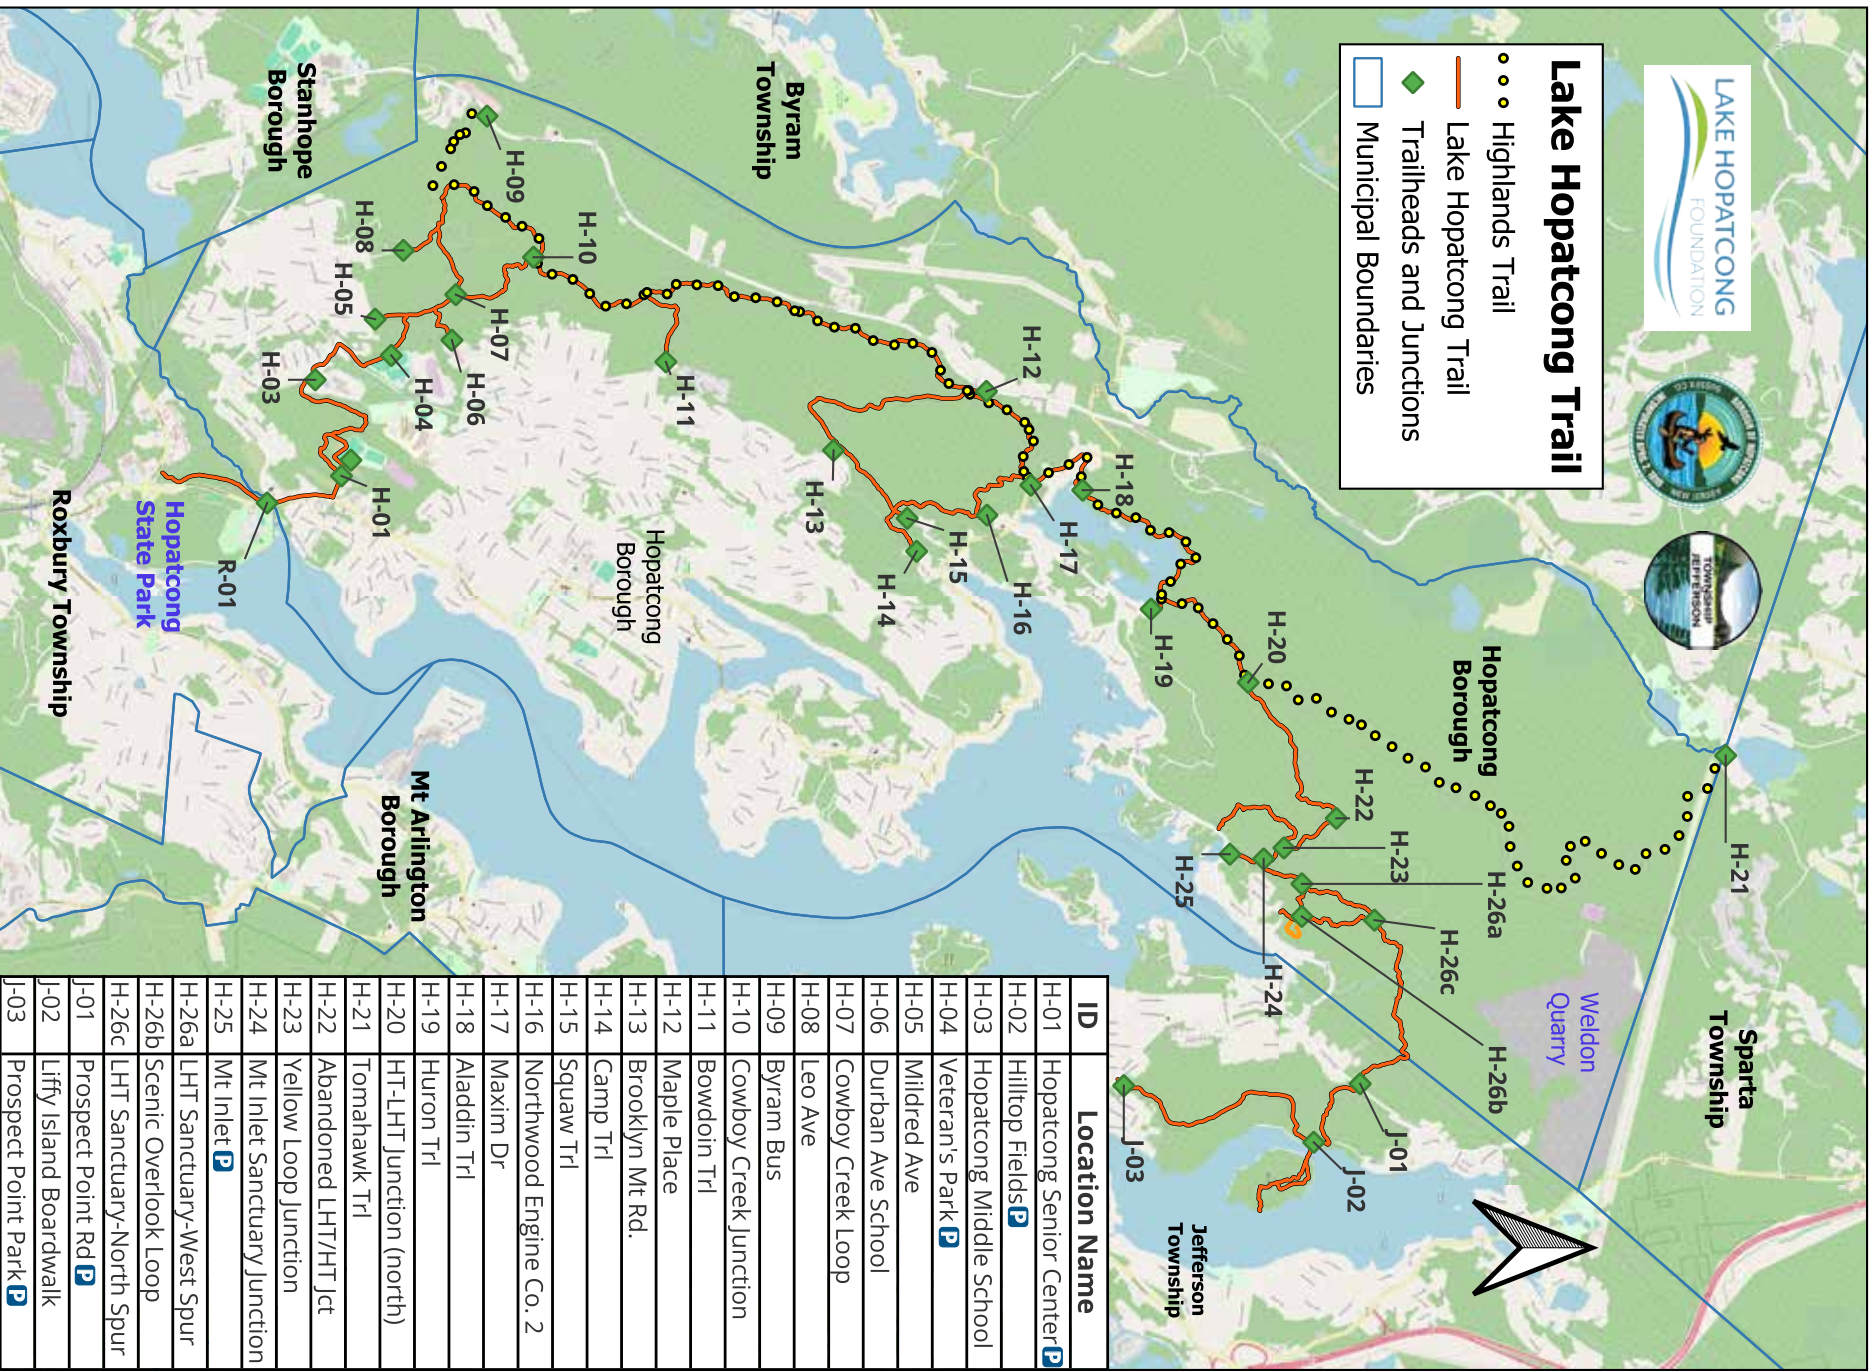 LAKE HOPATCONG
FOUNDATION
TOWNSHIP
JEFFERSON
Lake Hopatcong Trail
Highlands Trail
Lake Hopatcong Trail
Trailheads and Junctions
Municipal Boundaries
Sparta
Township
Weldon
Quarry
Hopatcong
Borough
Byram
Township
Stanhope
Borough
Hopatcong
Borough
Jefferson
Township
Mt Arlington
Borough
Hopatcong
State Park
Roxbury Township
H-21
H-20
H-22
H-23
H-26a
H-26c
H-26b
H-24
H-25
H-19
H-18
H-17
H-16
H-15
H-14
H-13
H-12
H-11
H-10
H-09
H-08
H-07
H-06
H-05
H-04
H-03
H-01
R-01
J-01
J-02
J-03
ID Location Name
H-01 Hopatcong Senior Center P
H-02 Hilltop Fields P
H-03 Hopatcong Middle School
H-04 Veteran's Park P
H-05 Mildred Ave
H-06 Durban Ave School
H-07 Cowboy Creek Loop
H-08 Leo Ave
H-09 Byram Bus
H-10 Cowboy Creek Junction
H-11 Bowdoin Trl
H-12 Maple Place
H-13 Brooklyn Mt Rd.
H-14 Camp Trl
H-15 Squaw Trl
H-16 Northwood Engine Co. 2
H-17 Maxim Dr
H-18 Aladdin Trl
H-19 Huron Trl
H-20 HT-LHT Junction (north)
H-21 Tomahawk Trl
H-22 Abandoned LHT/HT Jct
H-23 Yellow Loop Junction
H-24 Mt Inlet Sanctuary Junction
H-25 Mt Inlet P
H-26a LHT Sanctuary-West Spur
H-26b Scenic Overlook Loop
H-26c LHT Sanctuary-North Spur
J-01 Prospect Point Rd P
J-02 Liffy Island Boardwalk
J-03 Prospect Point Park P